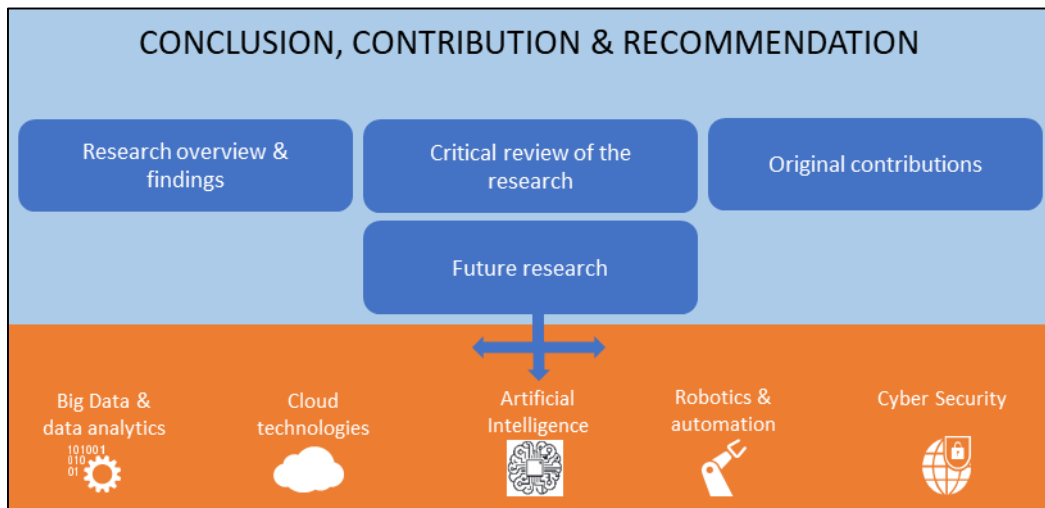 CONCLUSION, CONTRIBUTION & RECOMMENDATION
Research overview &
findings
Critical review of the
research
Original contributions
Future research
Big Data &
data analytics
101001
010
01
Cloud
technologies
Artificial
Intelligence
Robotics &
automation
Cyber Security